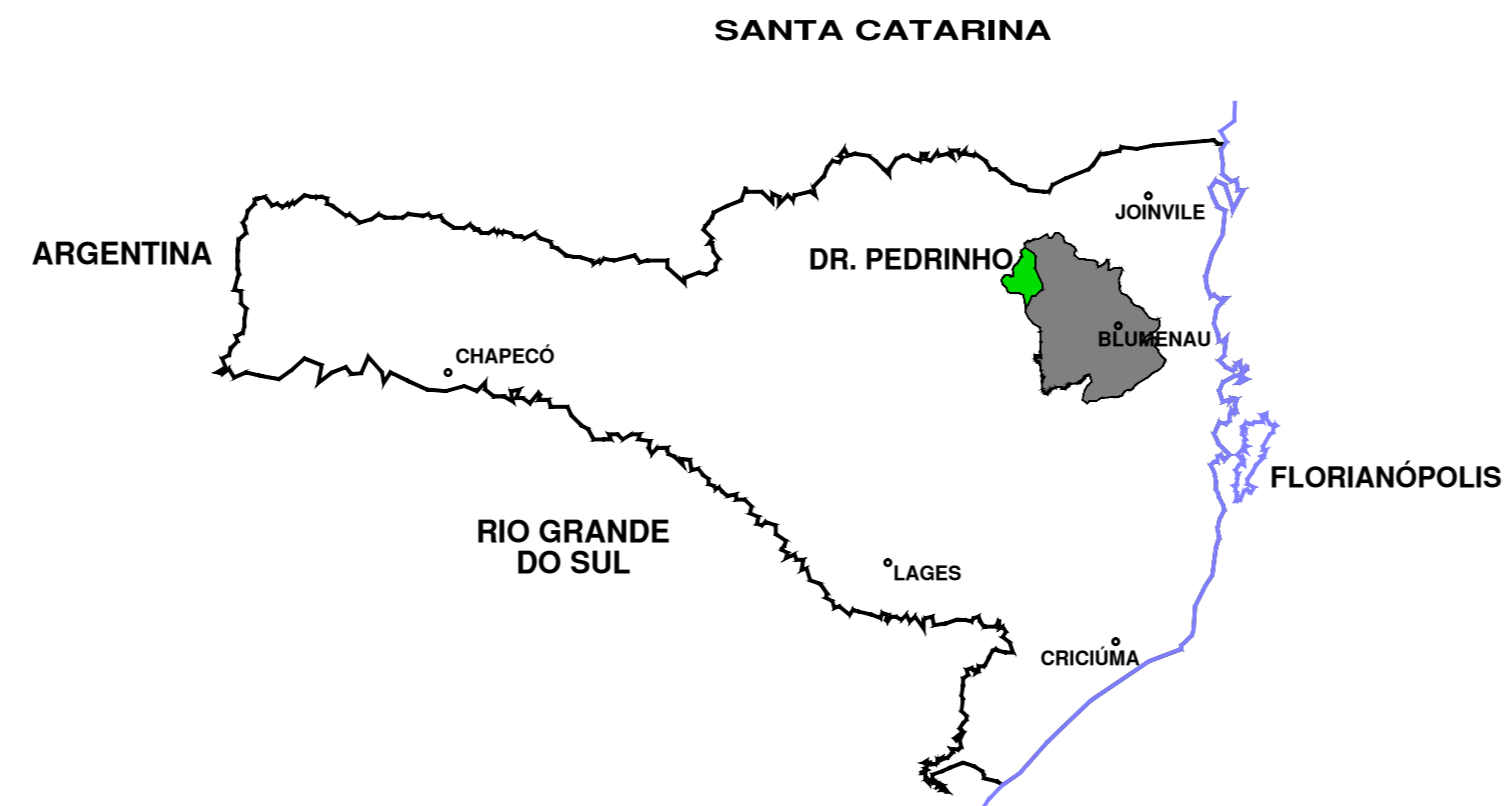 SANTA CATARINA
JOINVILE
ARGENTINA
DR. PEDRINHO
BLUMENAU
CHAPECÓ
FLORIANÓPOLIS
RIO GRANDE
DO SUL
LAGES
CRICIÚMA